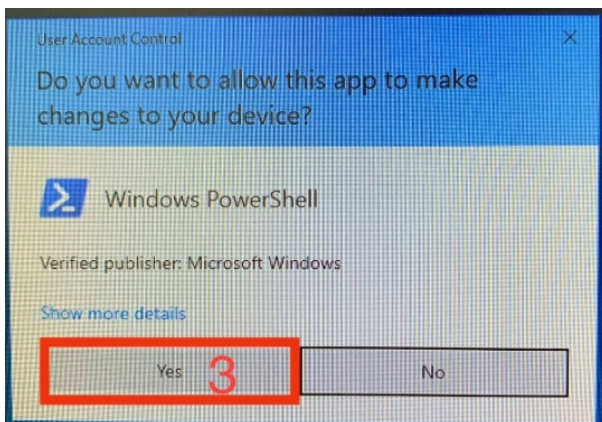 User Account Control
Do you want to allow this app to make
changes to your device?
Windows PowerShell
Verified publisher: Microsoft Windows
Show more details
Yes 3
No